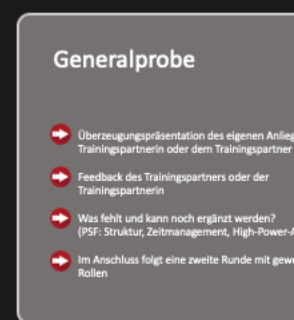 Generalprobe
Überzeugungspräsentation des eigenen
Trainingspartnerin oder dem Trainingspartner
Feedback des Trainingspartners oder der
Trainingspartnerin
Was fehlt und kann noch ergänzt werden?
(PSF: Struktur, Zeitmanagement,
Im Anschluss folgt eine zweite Runde mit
Rollen